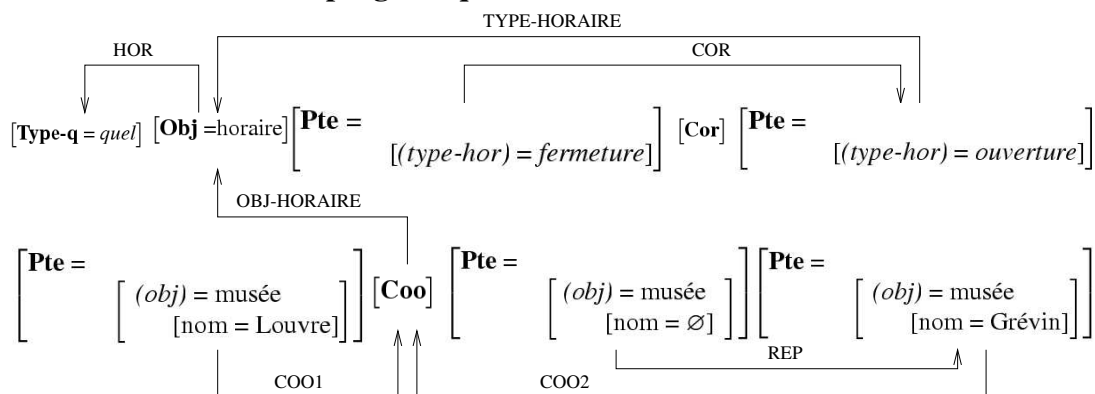 TYPE-HORAIRE
HOR COR
[Type-q = quel] [Obj =horaire] [Pte = [(type-hor) = fermeture]] [Cor] [Pte = [(type-hor) = ouverture]]
OBJ-HORAIRE
[Pte = [(obj) = musée [nom = Louvre]]] [Coo] [Pte = [(obj) = musée [nom = ∅]]] [Pte = [(obj) = musée [nom = Grévin]]]
REP
COO1 COO2